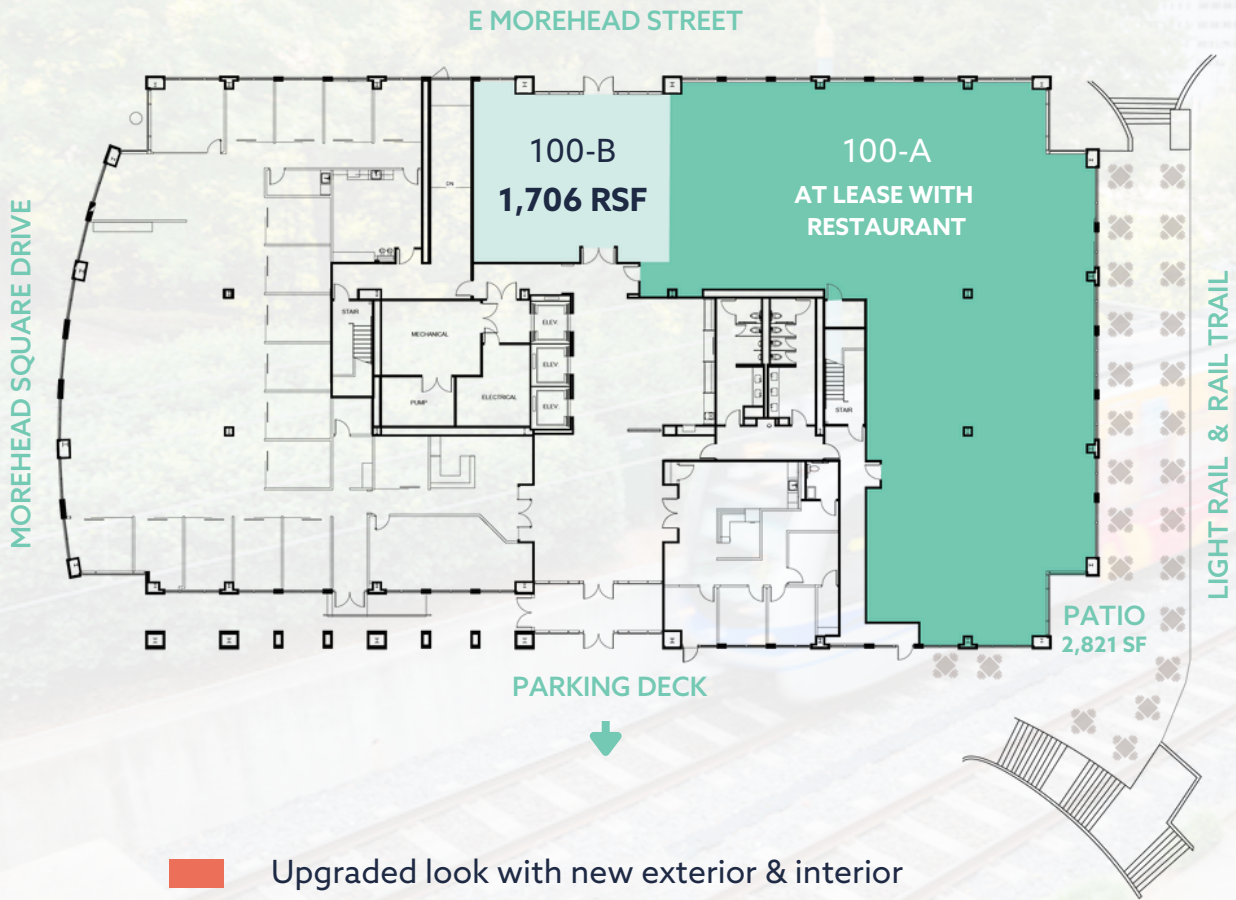 E MOREHEAD STREET
100-B
1,706 RSF
100-A
AT LEASE WITH
RESTAURANT
MOREHEAD SQUARE DRIVE
LIGHT RAIL & RAIL TRAIL
DN
STAIR
MECHANICAL
ELEV.
ELEV.
ELEV.
PUMP
ELECTRICAL
STAIR
PATIO
2,821 SF
PARKING DECK
Upgraded look with new exterior & interior